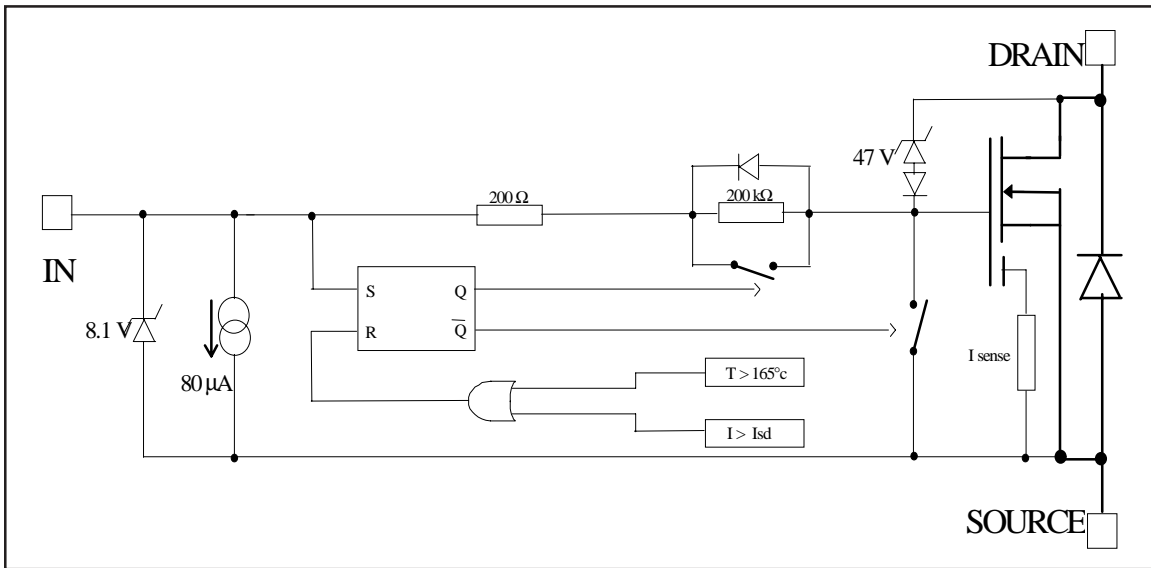 DRAIN
47 V
200 Ω
200 kΩ
IN
S Q
R Q̅
8.1 V
80 µA
T > 165°c
I sense
I > Isd
SOURCE